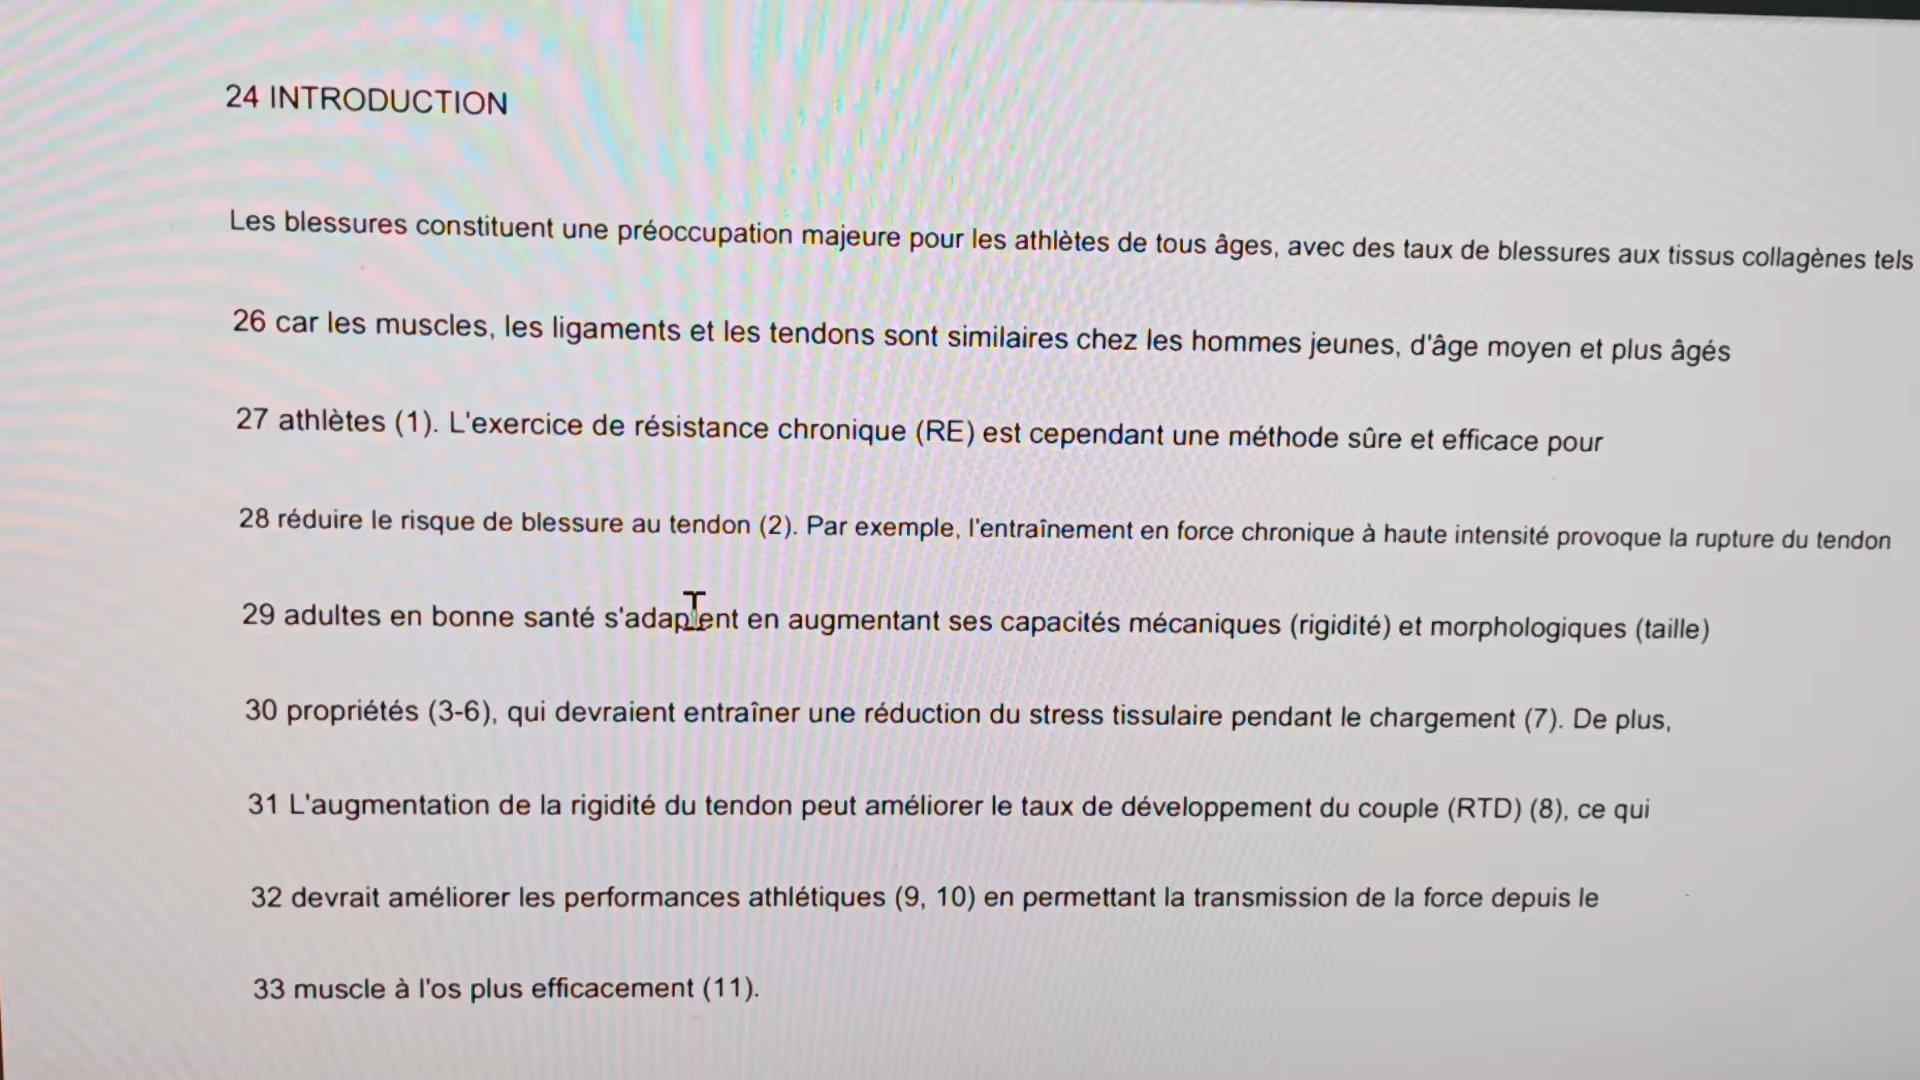 24 INTRODUCTION
Les blessures constituent une préoccupation majeure pour les athlètes de tous âges, avec des taux de blessures aux tissus collagènes tels
26 car les muscles, les ligaments et les tendons sont similaires chez les hommes jeunes, d'âge moyen et plus âgés
27 athlètes (1). L'exercice de résistance chronique (RE) est cependant une méthode sûre et efficace pour
28 réduire le risque de blessure au tendon (2). Par exemple, l'entraînement en force chronique à haute intensité provoque la rupture du tendon
29 adultes en bonne santé s'adaptent en augmentant ses capacités mécaniques (rigidité) et morphologiques (taille)
30 propriétés (3-6), qui devraient entraîner une réduction du stress tissulaire pendant le chargement (7). De plus,
31 L'augmentation de la rigidité du tendon peut améliorer le taux de développement du couple (RTD) (8), ce qui
32 devrait améliorer les performances athlétiques (9, 10) en permettant la transmission de la force depuis le
33 muscle à l'os plus efficacement (11).